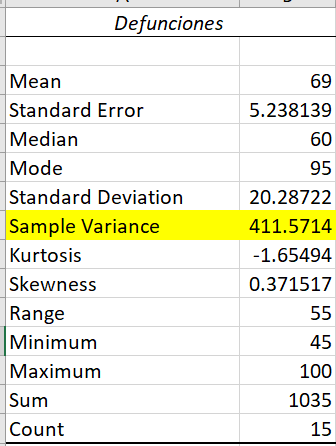 Defunciones
Mean 69
Standard Error 5.238139
Median 60
Mode 95
Standard Deviation 20.28722
Sample Variance 411.5714
Kurtosis -1.65494
Skewness 0.371517
Range 55
Minimum 45
Maximum 100
Sum 1035
Count 15